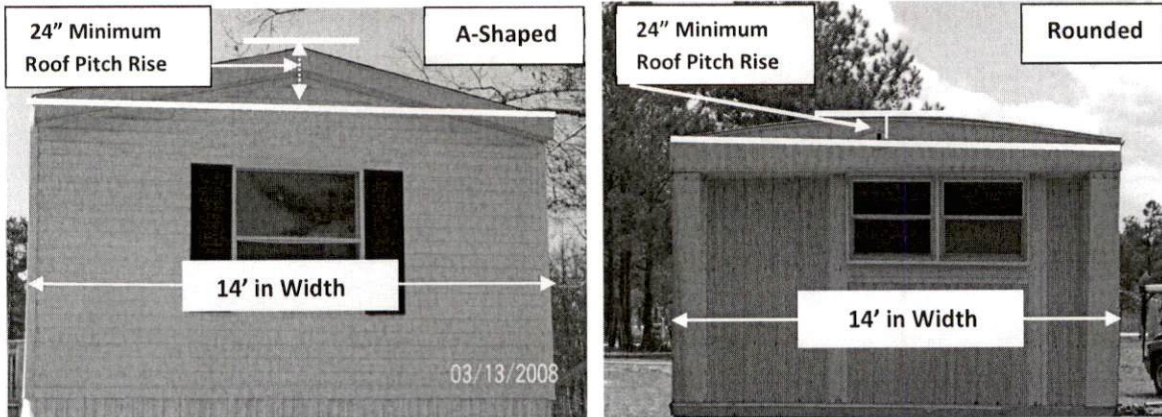 24” Minimum
Roof Pitch Rise
A-Shaped
14’ in Width
03/13/2008
24” Minimum
Roof Pitch Rise
Rounded
14’ in Width